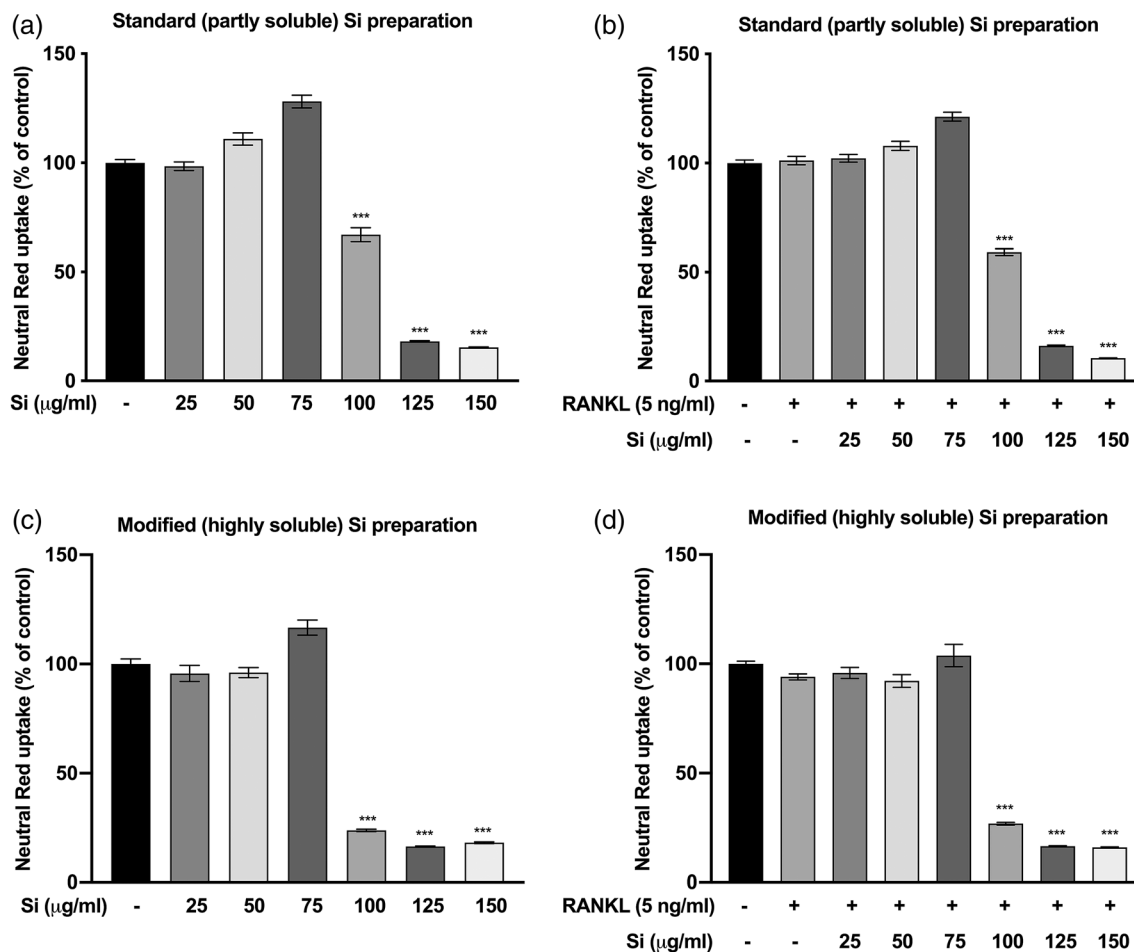 (a)
Standard (partly soluble) Si preparation
Neutral Red uptake (% of control)
150
100
50
0
***
***
***
Si (μg/ml) - 25 50 75 100 125 150
(b)
Standard (partly soluble) Si preparation
Neutral Red uptake (% of control)
150
100
50
0
***
***
***
RANKL (5 ng/ml) - + + + + + + +
Si (μg/ml) - - 25 50 75 100 125 150
(c)
Modified (highly soluble) Si preparation
Neutral Red uptake (% of control)
150
100
50
0
***
***
***
Si (μg/ml) - 25 50 75 100 125 150
(d)
Modified (highly soluble) Si preparation
Neutral Red uptake (% of control)
150
100
50
0
***
***
***
RANKL (5 ng/ml) - + + + + + + +
Si (μg/ml) - - 25 50 75 100 125 150